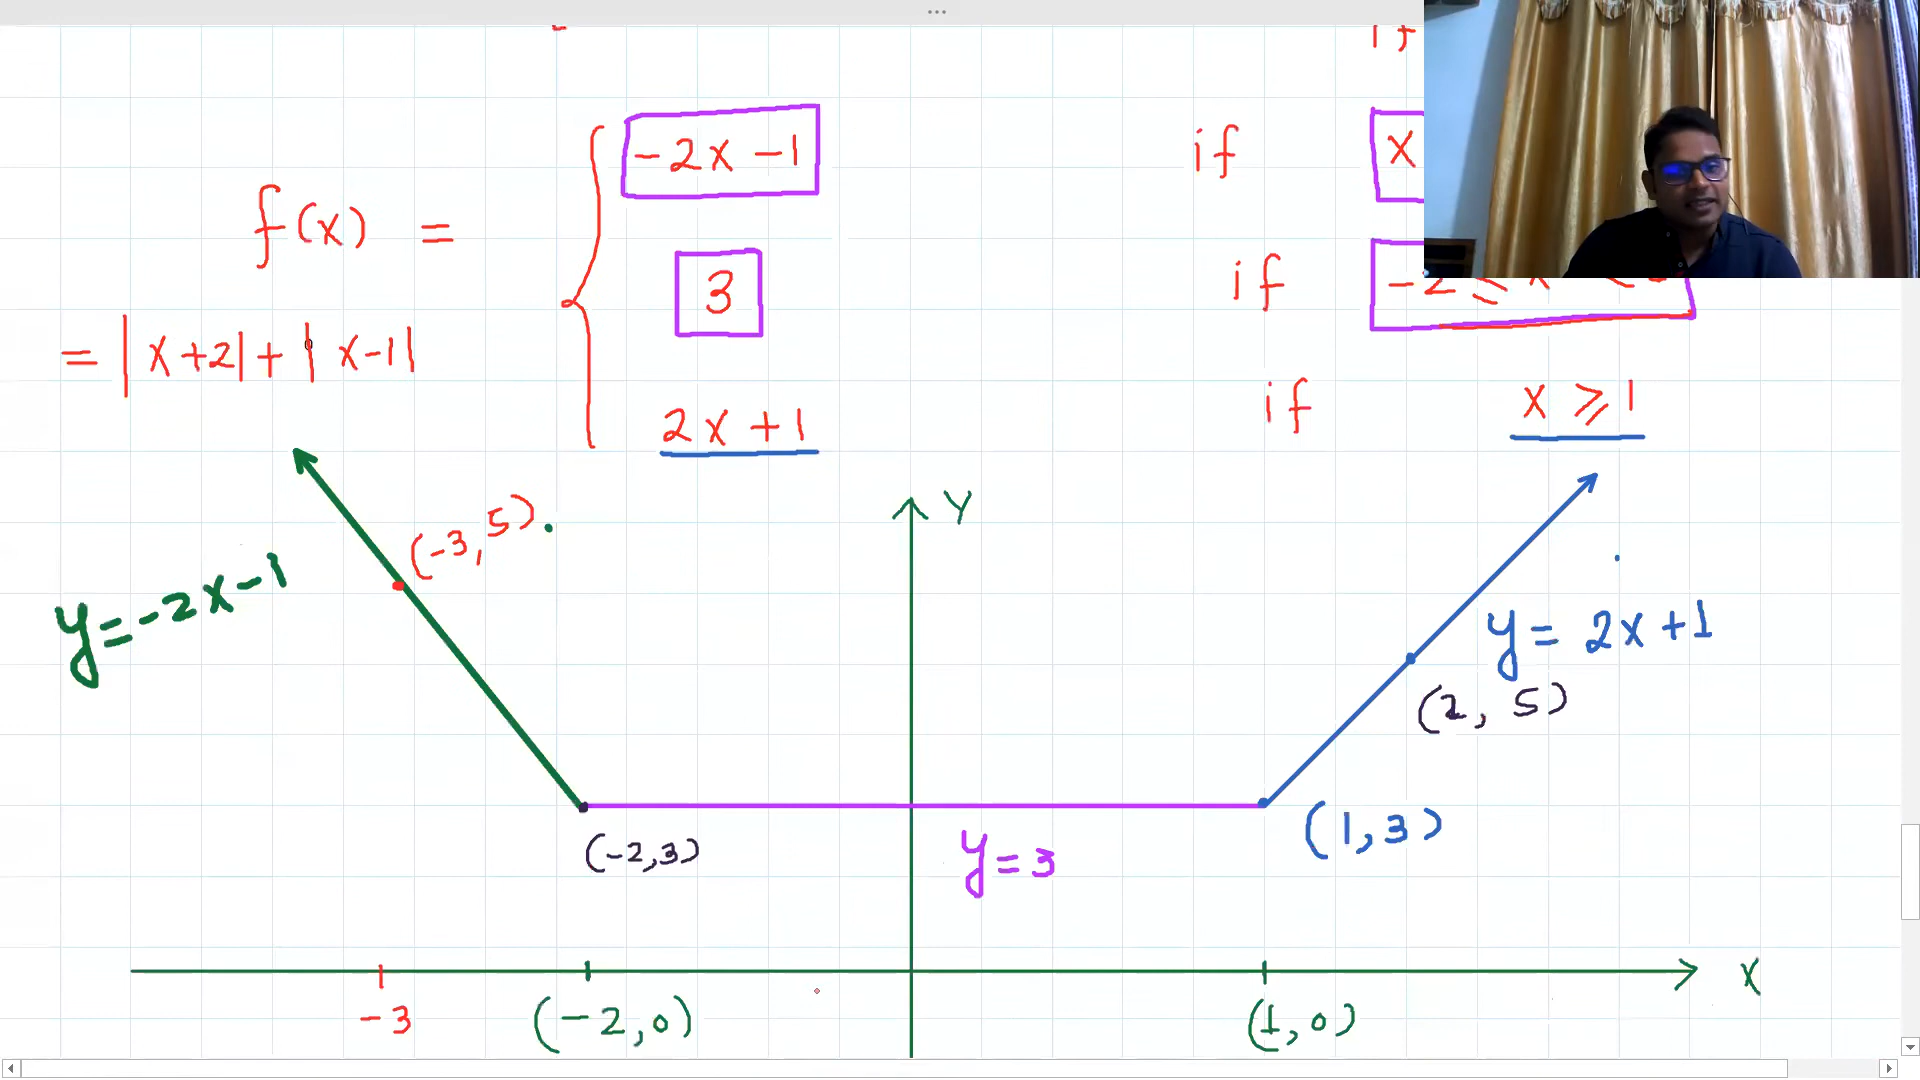 -2x-1 if x
f(x) = 3 if
= |x+2|+|x-1|
2x+1 if x ⩾ 1
Y
(-3,5)
y=-2x-1
y= 2x+1
(2, 5)
(1,3)
(-2,3)
y=3
X
-3 (-2,0) (1,0)